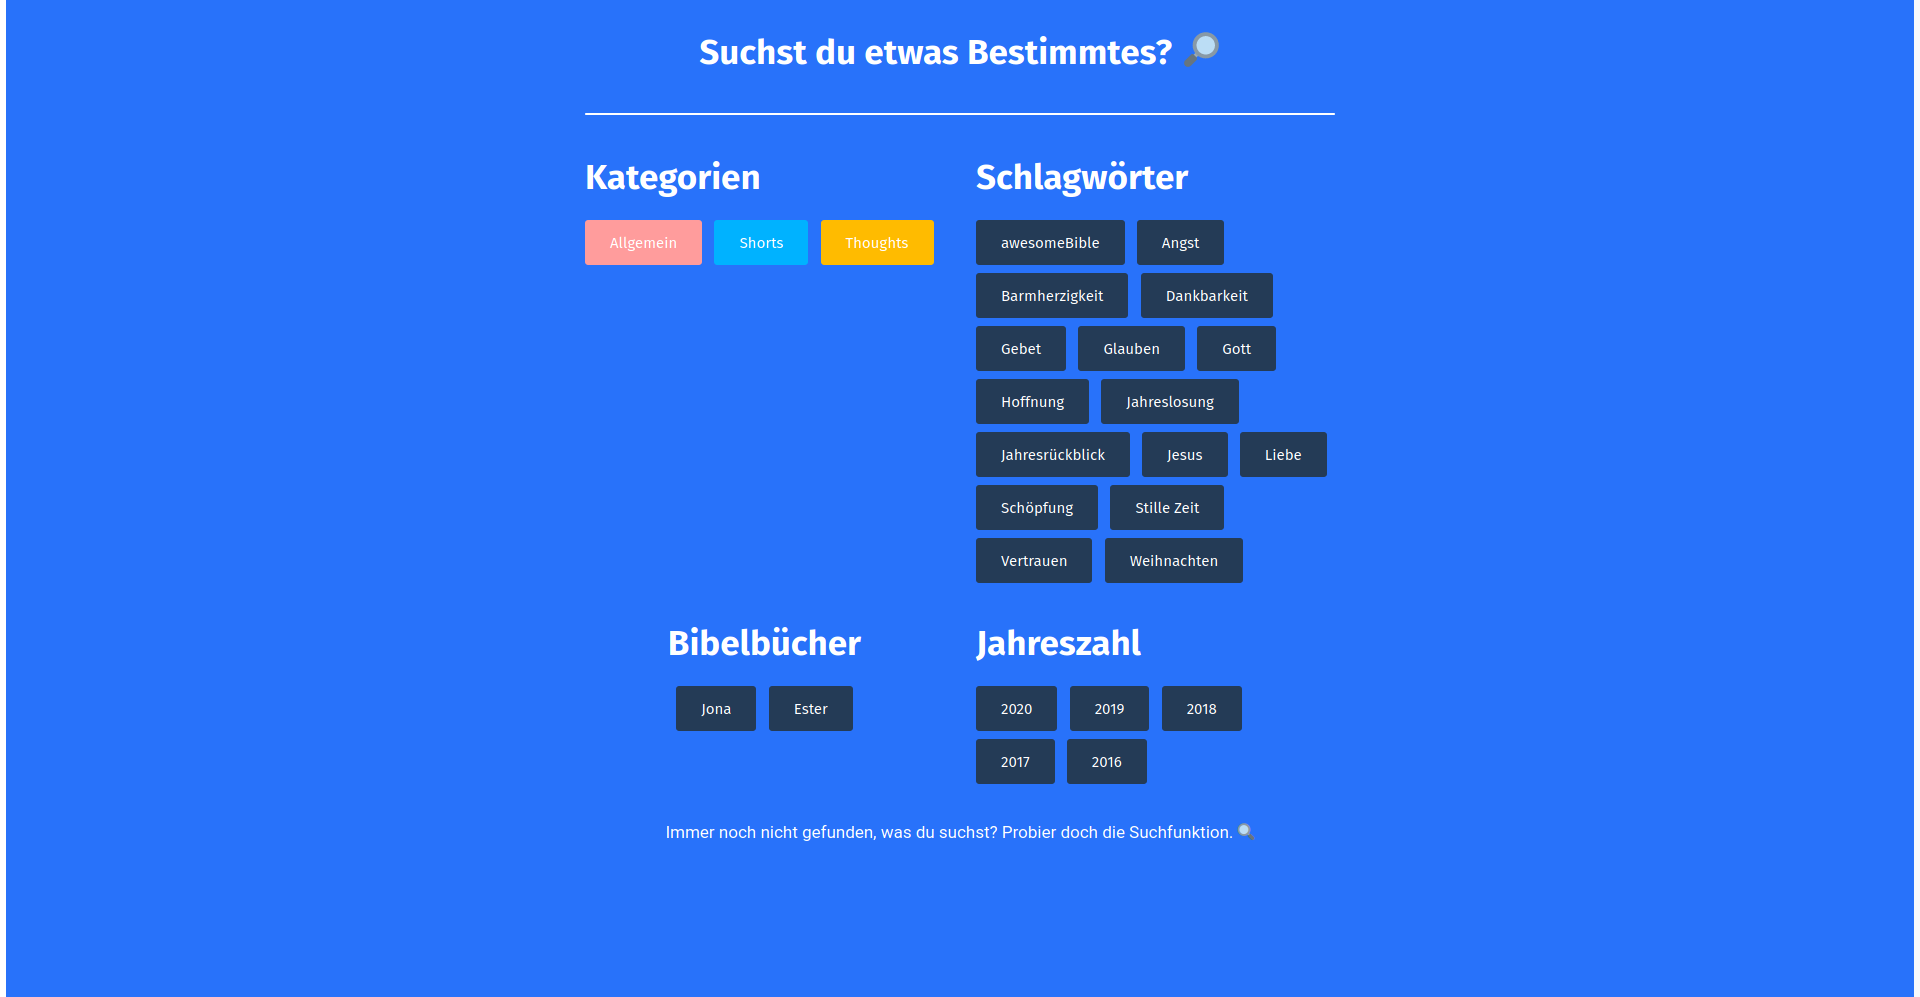 Suchst du etwas Bestimmtes? 🔎
Kategorien
Allgemein Shorts Thoughts
Schlagwörter
awesomeBible Angst
Barmherzigkeit Dankbarkeit
Gebet Glauben Gott
Hoffnung Jahreslosung
Jahresrückblick Jesus Liebe
Schöpfung Stille Zeit
Vertrauen Weihnachten
Bibelbücher
Jona Ester
Jahreszahl
2020 2019 2018
2017 2016
Immer noch nicht gefunden, was du suchst? Probier doch die Suchfunktion. 🔍